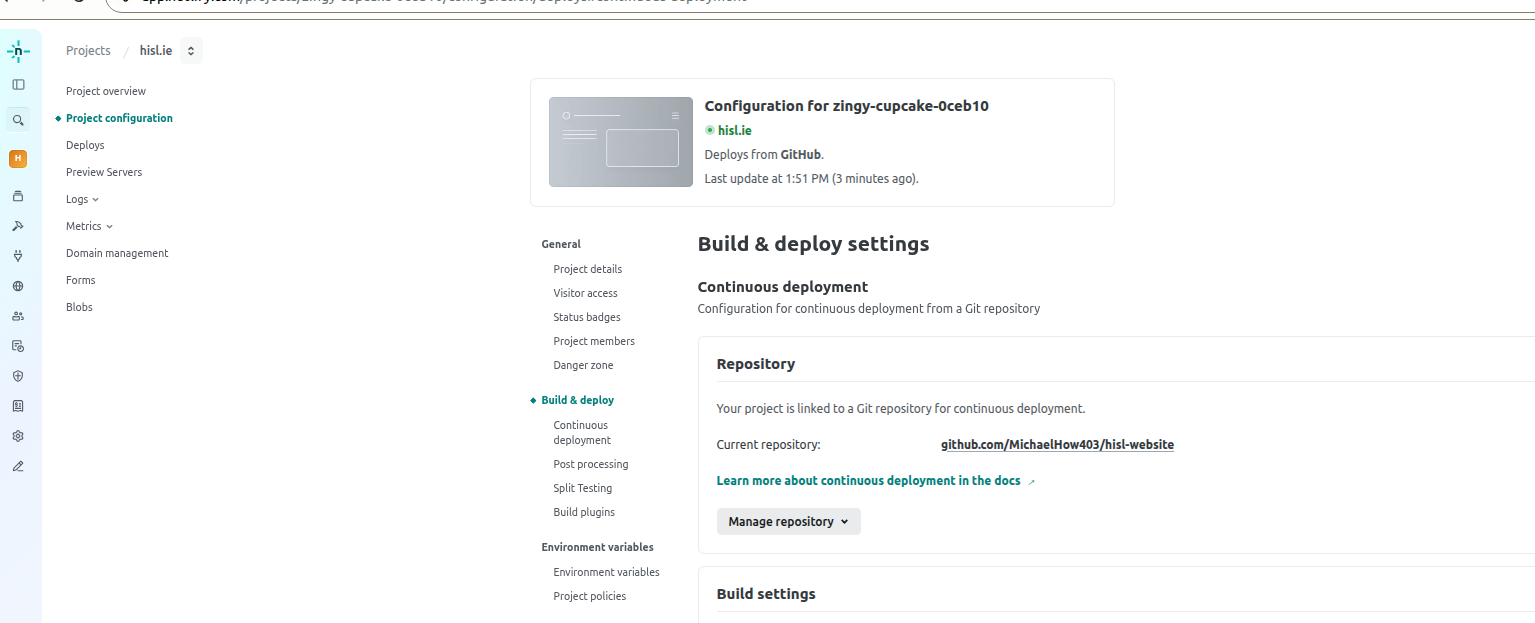 Projects / hisl.ie
Project overview
Project configuration
Deploys
Preview Servers
Logs
Metrics
Domain management
Forms
Blobs
n
H
Configuration for zingy-cupcake-0ceb10
hisl.ie
Deploys from GitHub.
Last update at 1:51 PM (3 minutes ago).
General
Project details
Visitor access
Status badges
Project members
Danger zone
Build & deploy
Continuous
deployment
Post processing
Split Testing
Build plugins
Environment variables
Environment variables
Project policies
Build & deploy settings
Continuous deployment
Configuration for continuous deployment from a Git repository
Repository
Your project is linked to a Git repository for continuous deployment.
Current repository: github.com/MichaelHow403/hisl-website
Learn more about continuous deployment in the docs
Manage repository
Build settings